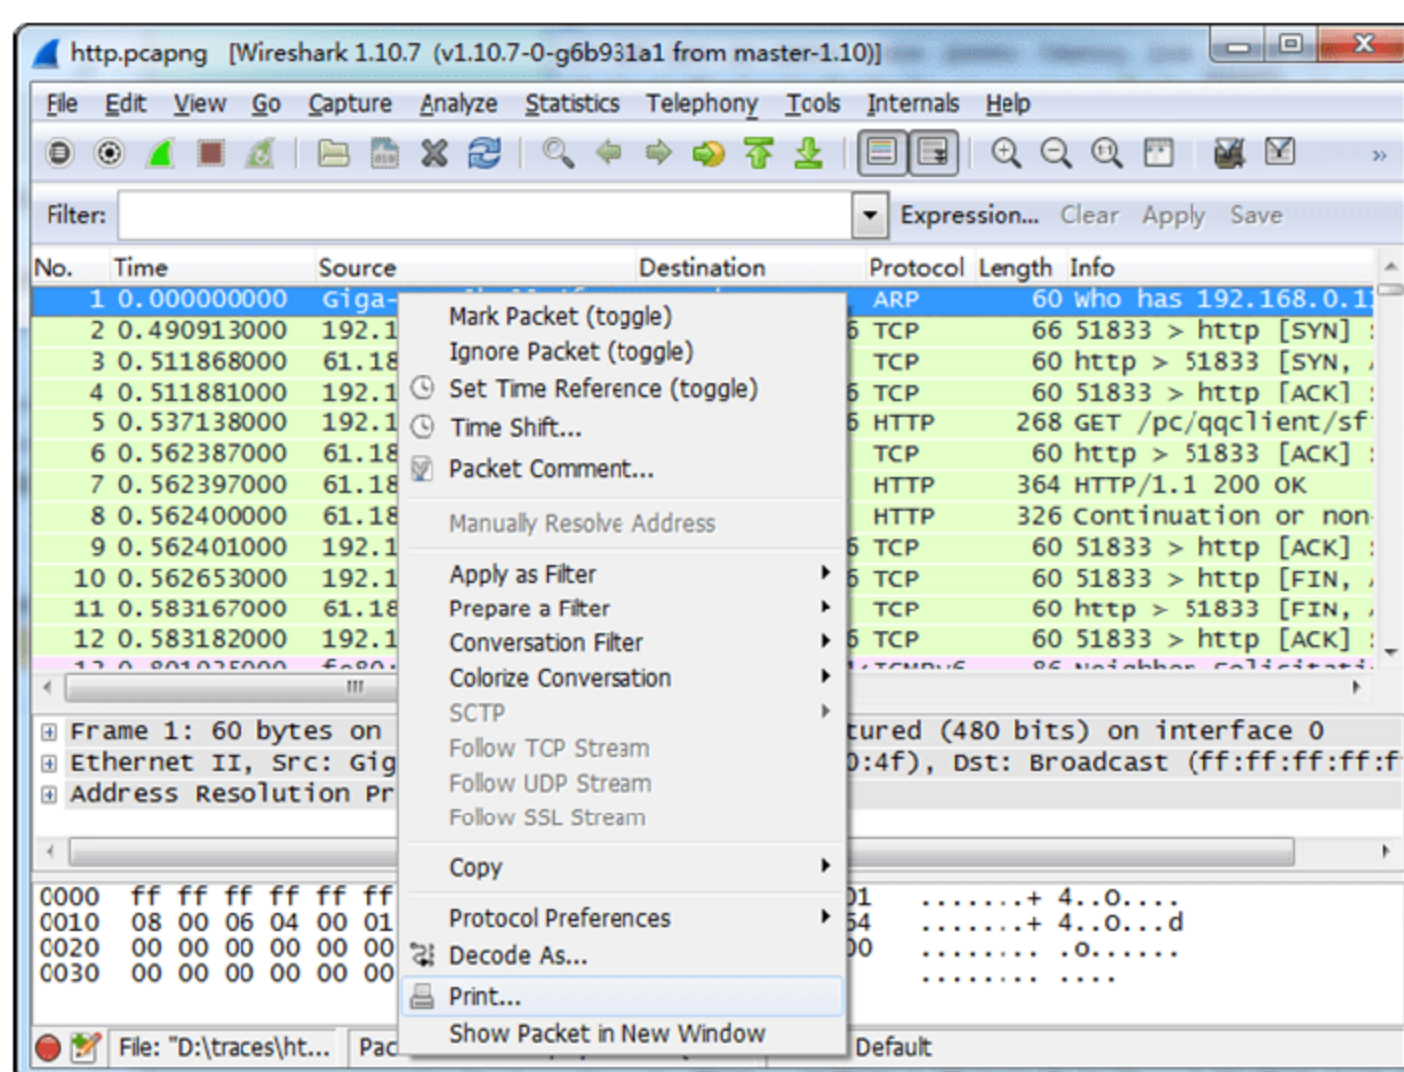 http.pcapng [Wireshark 1.10.7 (v1.10.7-0-g6b931a1 from master-1.10)]
File Edit View Go Capture Analyze Statistics Telephony Tools Internals Help
Filter: Expression... Clear Apply Save
No. Time Source Destination Protocol Length Info
1 0.000000000 Giga- ARP 60 Who has 192.168.0.1
2 0.490913000 192.1 6 TCP 66 51833 > http [SYN]
3 0.511868000 61.18 TCP 60 http > 51833 [SYN,
4 0.511881000 192.1 6 TCP 60 51833 > http [ACK]
5 0.537138000 192.1 6 HTTP 268 GET /pc/qqclient/sf
6 0.562387000 61.18 TCP 60 http > 51833 [ACK]
7 0.562397000 61.18 HTTP 364 HTTP/1.1 200 OK
8 0.562400000 61.18 HTTP 326 Continuation or non-
9 0.562401000 192.1 6 TCP 60 51833 > http [ACK]
10 0.562653000 192.1 6 TCP 60 51833 > http [FIN,
11 0.583167000 61.18 TCP 60 http > 51833 [FIN,
12 0.583182000 192.1 6 TCP 60 51833 > http [ACK]
Mark Packet (toggle)
Ignore Packet (toggle)
Set Time Reference (toggle)
Time Shift...
Packet Comment...
Manually Resolve Address
Apply as Filter
Prepare a Filter
Conversation Filter
Colorize Conversation
SCTP
Follow TCP Stream
Follow UDP Stream
Follow SSL Stream
Copy
Protocol Preferences
Decode As...
Print...
Show Packet in New Window
Frame 1: 60 bytes on tured (480 bits) on interface 0
Ethernet II, Src: Gig 0:4f), Dst: Broadcast (ff:ff:ff:ff:f
Address Resolution Pr
0000 ff ff ff ff ff ff 01 .......+ 4..O....
0010 08 00 06 04 00 01 64 .......+ 4..O...d
0020 00 00 00 00 00 00 00 ........ .o......
0030 00 00 00 00 00 00 ........ ....
File: "D:\traces\ht... Pac Default